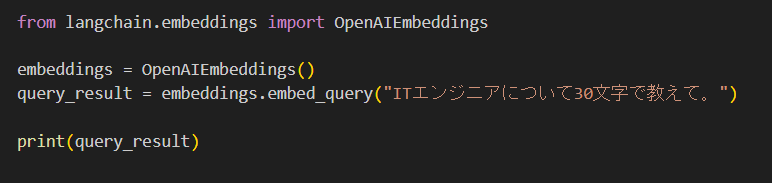 from langchain.embeddings import OpenAIEmbeddings
embeddings = OpenAIEmbeddings()
query_result = embeddings.embed_query("ITエンジニアについて30文字で教えて。")
print(query_result)